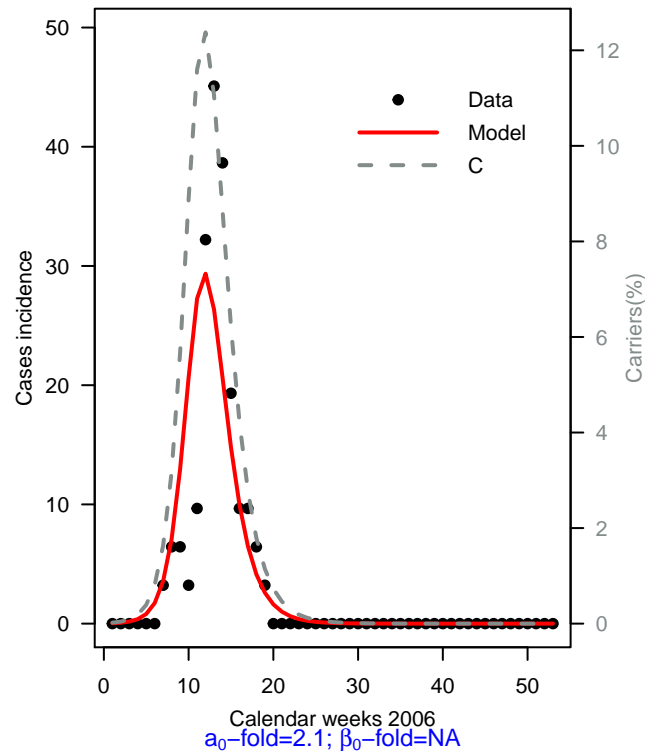 50
40
30
20
10
0
Cases incidence
12
10
8
6
4
2
0
Carriers(%)
Data
Model
C
0 10 20 30 40 50
Calendar weeks 2006
a₀−fold=2.1; β₀−fold=NA